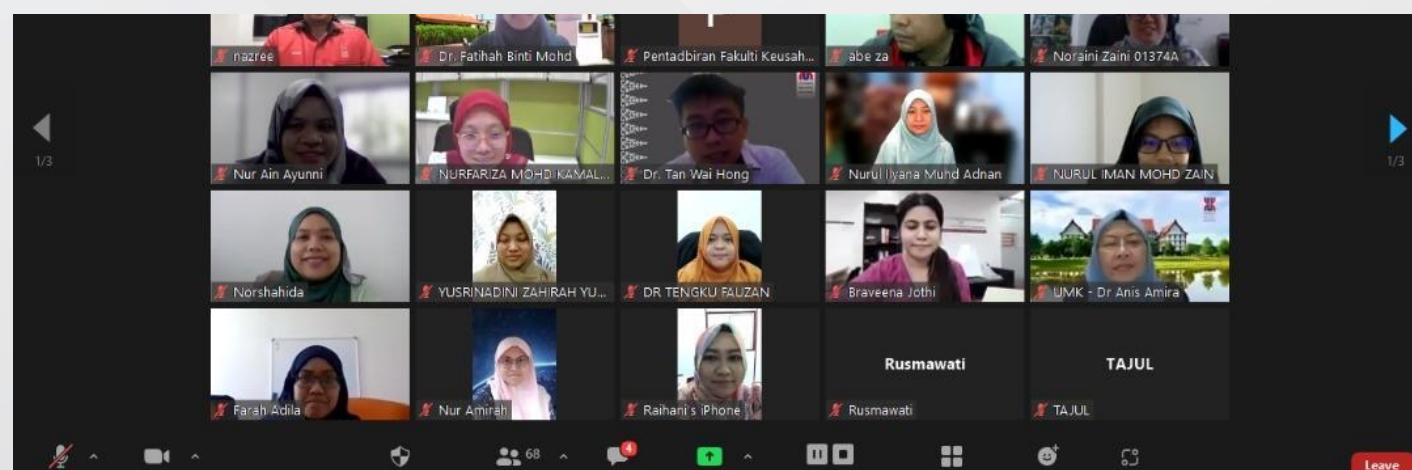 nazree
Dr. Fatihah Binti Mohd
Pentadbiran Fakulti Keusah...
abe za
Noraini Zaini 01374A
1/3
Nur Ain Ayunni
NURFARIZA MOHD KAMAL...
Dr. Tan Wai Hong
Nurul Ilyana Muhd Adnan
NURUL IMAN MOHD ZAIN
1/3
Norshahida
YUSRINADINI ZAHIRAH YU...
DR TENGKU FAUZAN
Braveena Jothi
UMK - Dr Anis Amira
Farah Adila
Nur Amirah
Raihani's iPhone
Rusmawati
Rusmawati
TAJUL
TAJUL
68
4
Leave